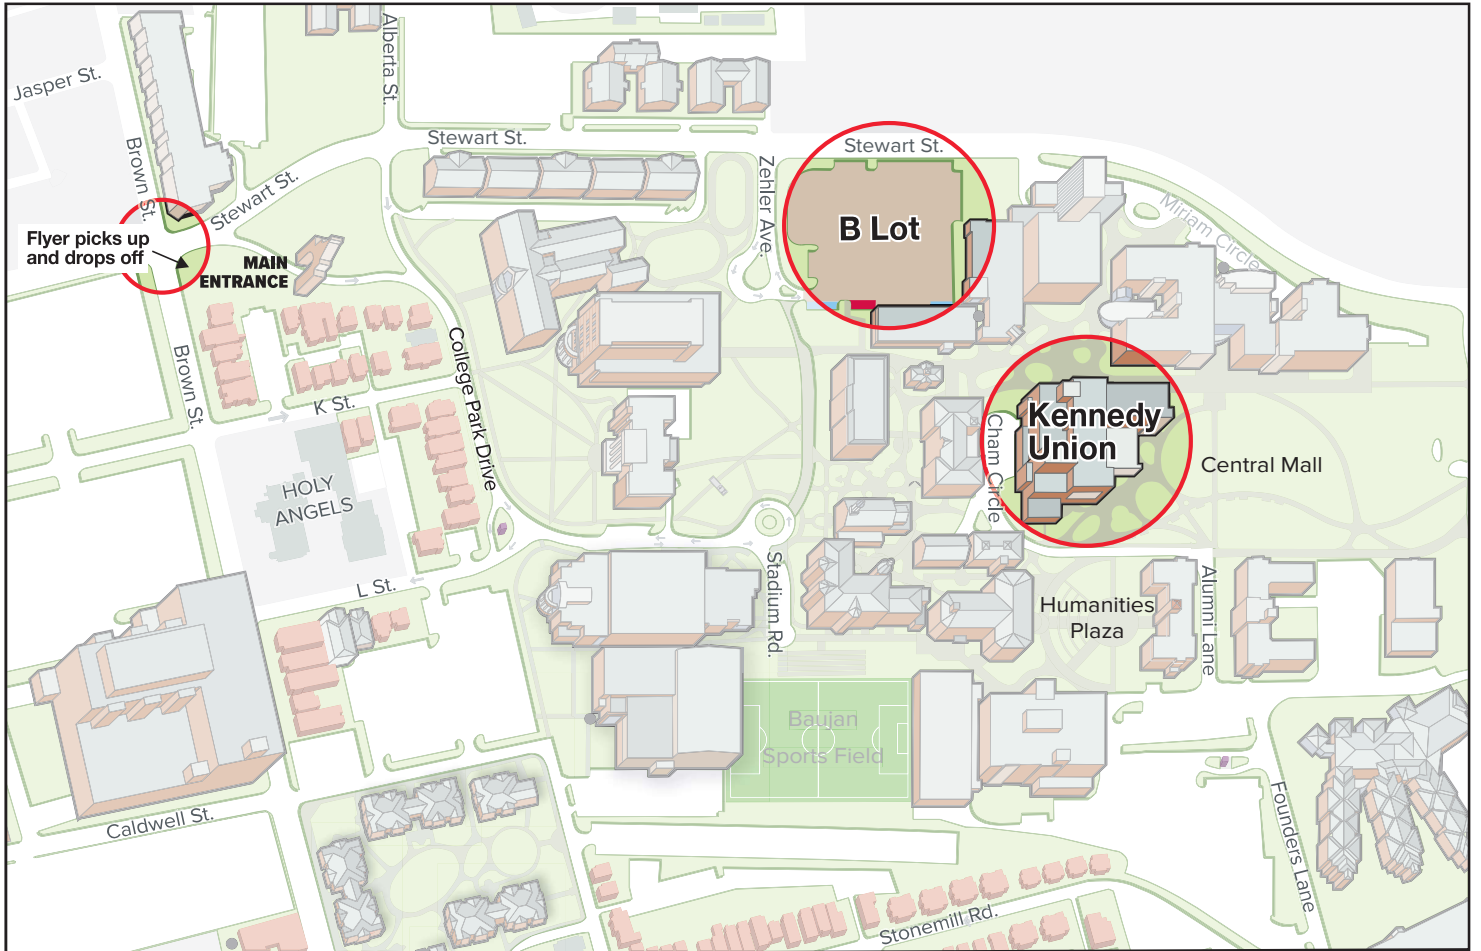 Jasper St.
Alberta St.
Brown St.
Stewart St.
Stewart St.
Stewart St.
Zehler Ave.
B Lot
Miriam Circle
Flyer picks up
and drops off
MAIN
ENTRANCE
Brown St.
K St.
College Park Drive
HOLY
ANGELS
Kennedy
Union
Cham Circle
Central Mall
L St.
Stadium Rd.
Humanities
Plaza
Alumni Lane
Baujan
Sports Field
Caldwell St.
Founders Lane
Stonemill Rd.